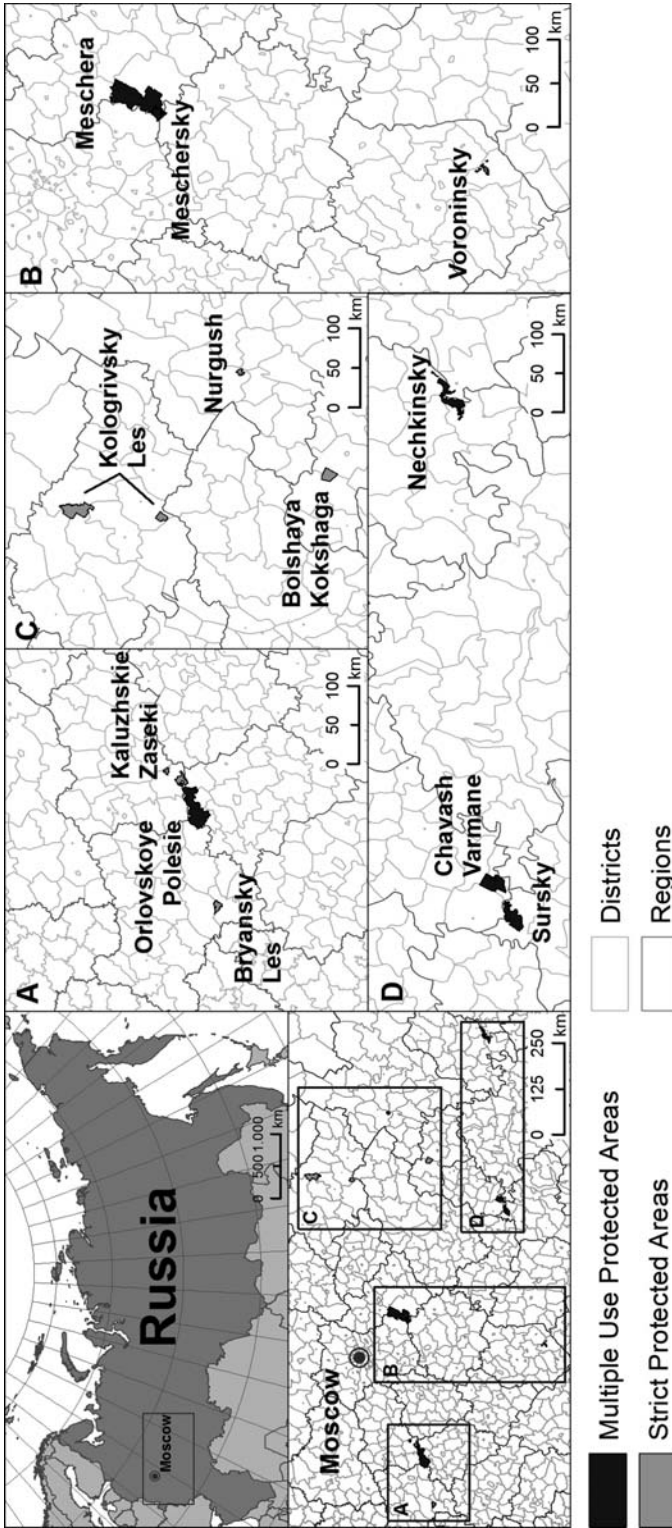 Russia
Moscow
0 500 1.000
km
Moscow
A
B
C
D
0 125 250
km
A
Orlovskoye
Polesie
Kaluzhskie
Zaseki
Bryansky
Les
0 50 100
km
C
Kologrivsky
Les
Nurgush
Bolshaya
Kokshaga
0 50 100
km
B
Meschera
Meschersky
Voroninsky
0 50 100
km
D
Chavash
Varmane
Sursky
Nechkinsky
0 50 100
km
Multiple Use Protected Areas
Districts
Strict Protected Areas
Regions